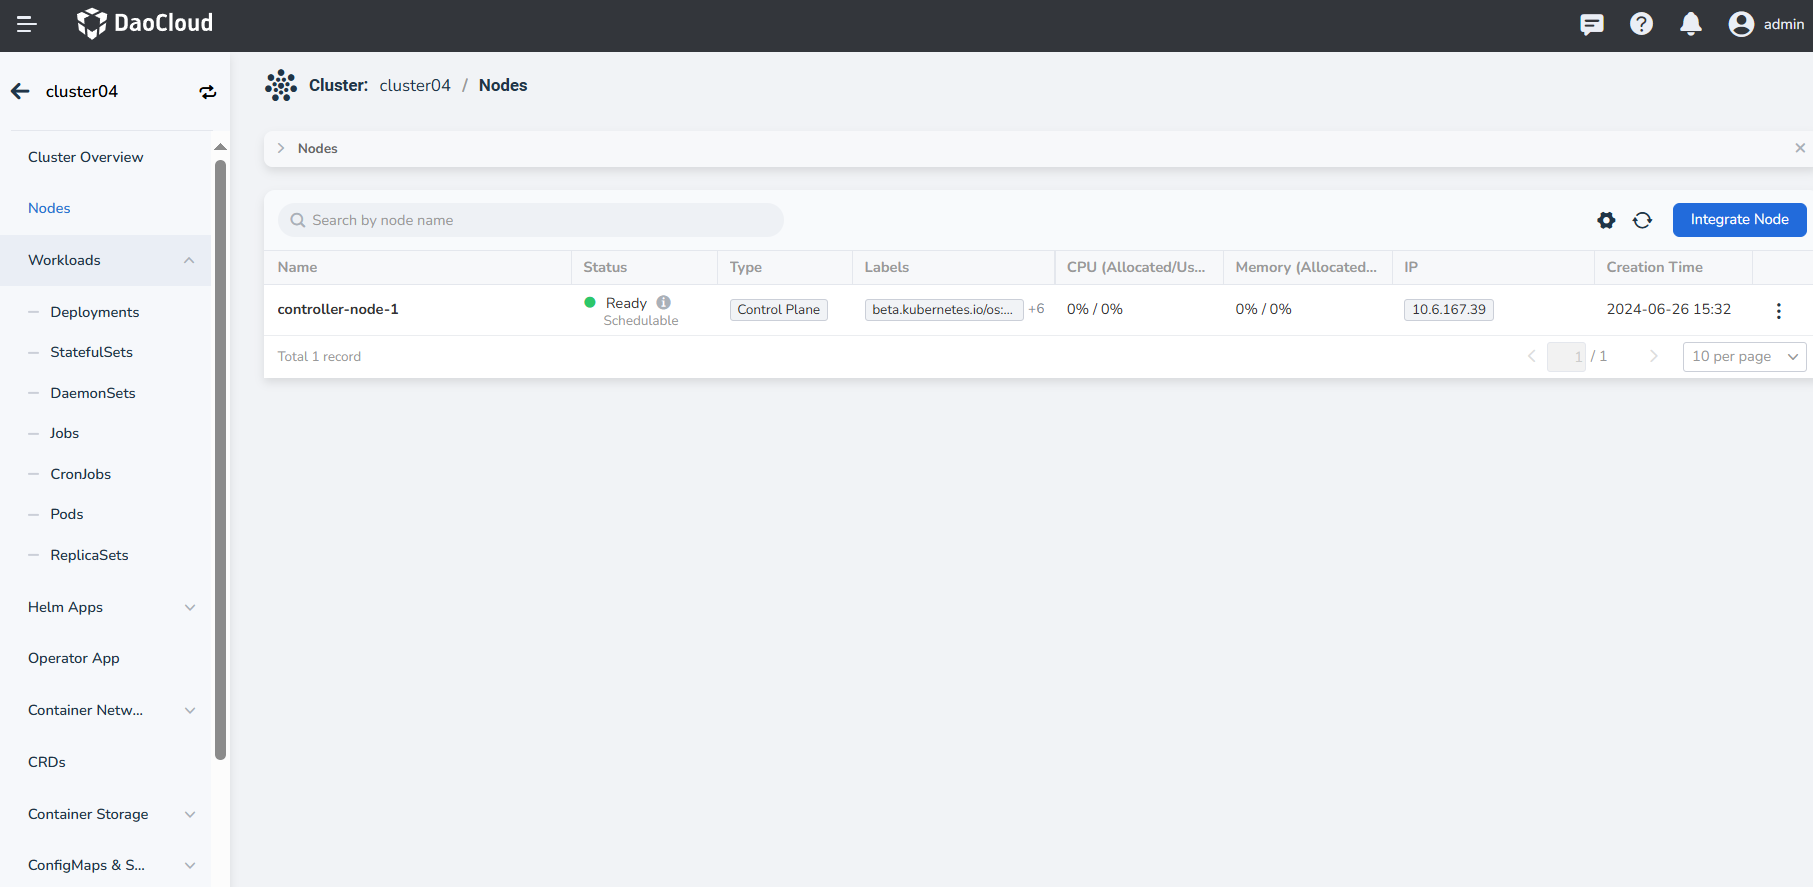 DaoCloud
admin
cluster04
Cluster Overview
Nodes
Workloads
Deployments
StatefulSets
DaemonSets
Jobs
CronJobs
Pods
ReplicaSets
Helm Apps
Operator App
Container Netw...
CRDs
Container Storage
ConfigMaps & S...
Cluster: cluster04 / Nodes
Nodes
Search by node name
Integrate Node
Name Status Type Labels CPU (Allocated/Us... Memory (Allocated... IP Creation Time
controller-node-1 Ready Control Plane beta.kubernetes.io/os:... +6 0% / 0% 0% / 0% 10.6.167.39 2024-06-26 15:32
Schedulable
Total 1 record 1 / 1 10 per page